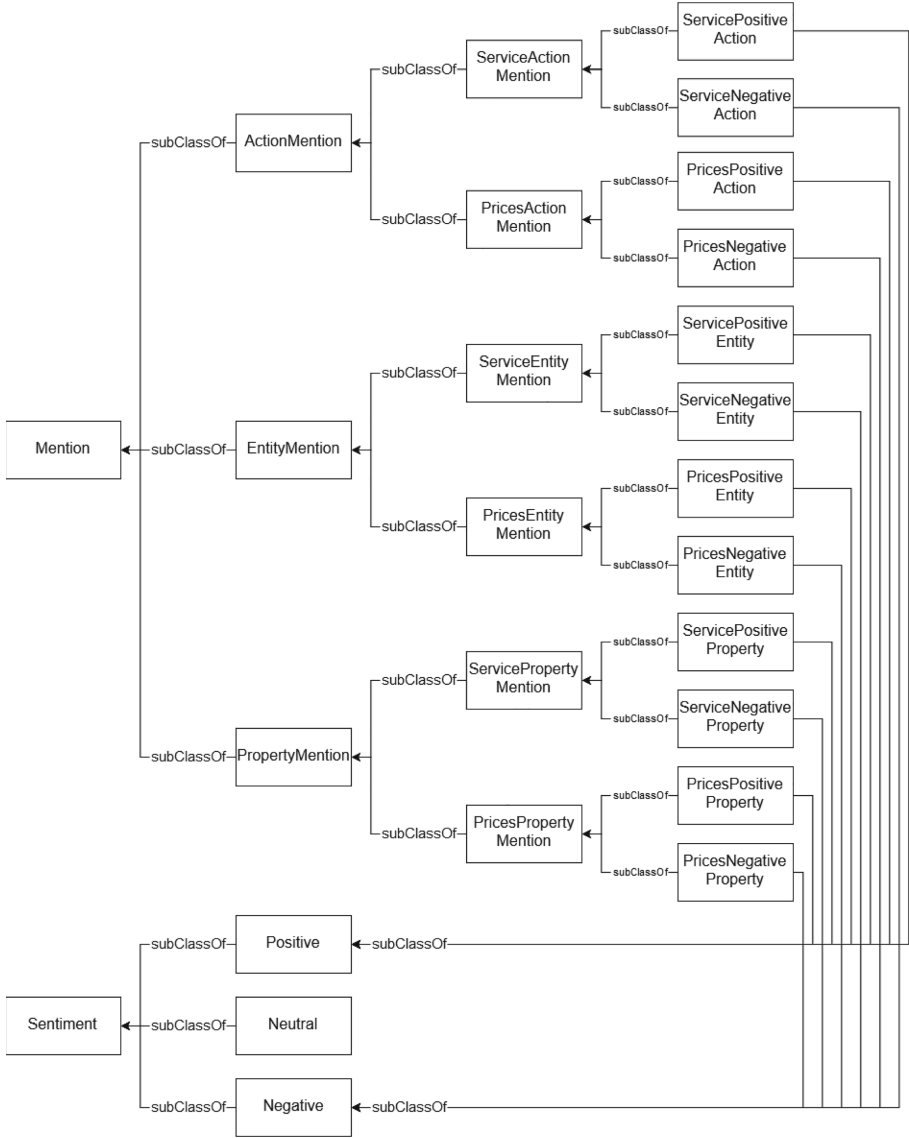 ServicePositive
Action
subClassOf
ServiceAction
Mention
subClassOf
ServiceNegative
Action
subClassOf
ActionMention
subClassOf
PricesPositive
Action
subClassOf
PricesAction
Mention
subClassOf
PricesNegative
Action
subClassOf
subClassOf
ServicePositive
Entity
subClassOf
ServiceEntity
Mention
subClassOf
ServiceNegative
Entity
subClassOf
Mention
subClassOf
EntityMention
subClassOf
PricesPositive
Entity
subClassOf
PricesEntity
Mention
subClassOf
PricesNegative
Entity
subClassOf
ServicePositive
Property
subClassOf
ServiceProperty
Mention
subClassOf
ServiceNegative
Property
subClassOf
PropertyMention
subClassOf
PricesPositive
Property
subClassOf
PricesProperty
Mention
subClassOf
PricesNegative
Property
subClassOf
subClassOf
subClassOf
Positive
subClassOf
Sentiment
subClassOf
Neutral
subClassOf
Negative
subClassOf